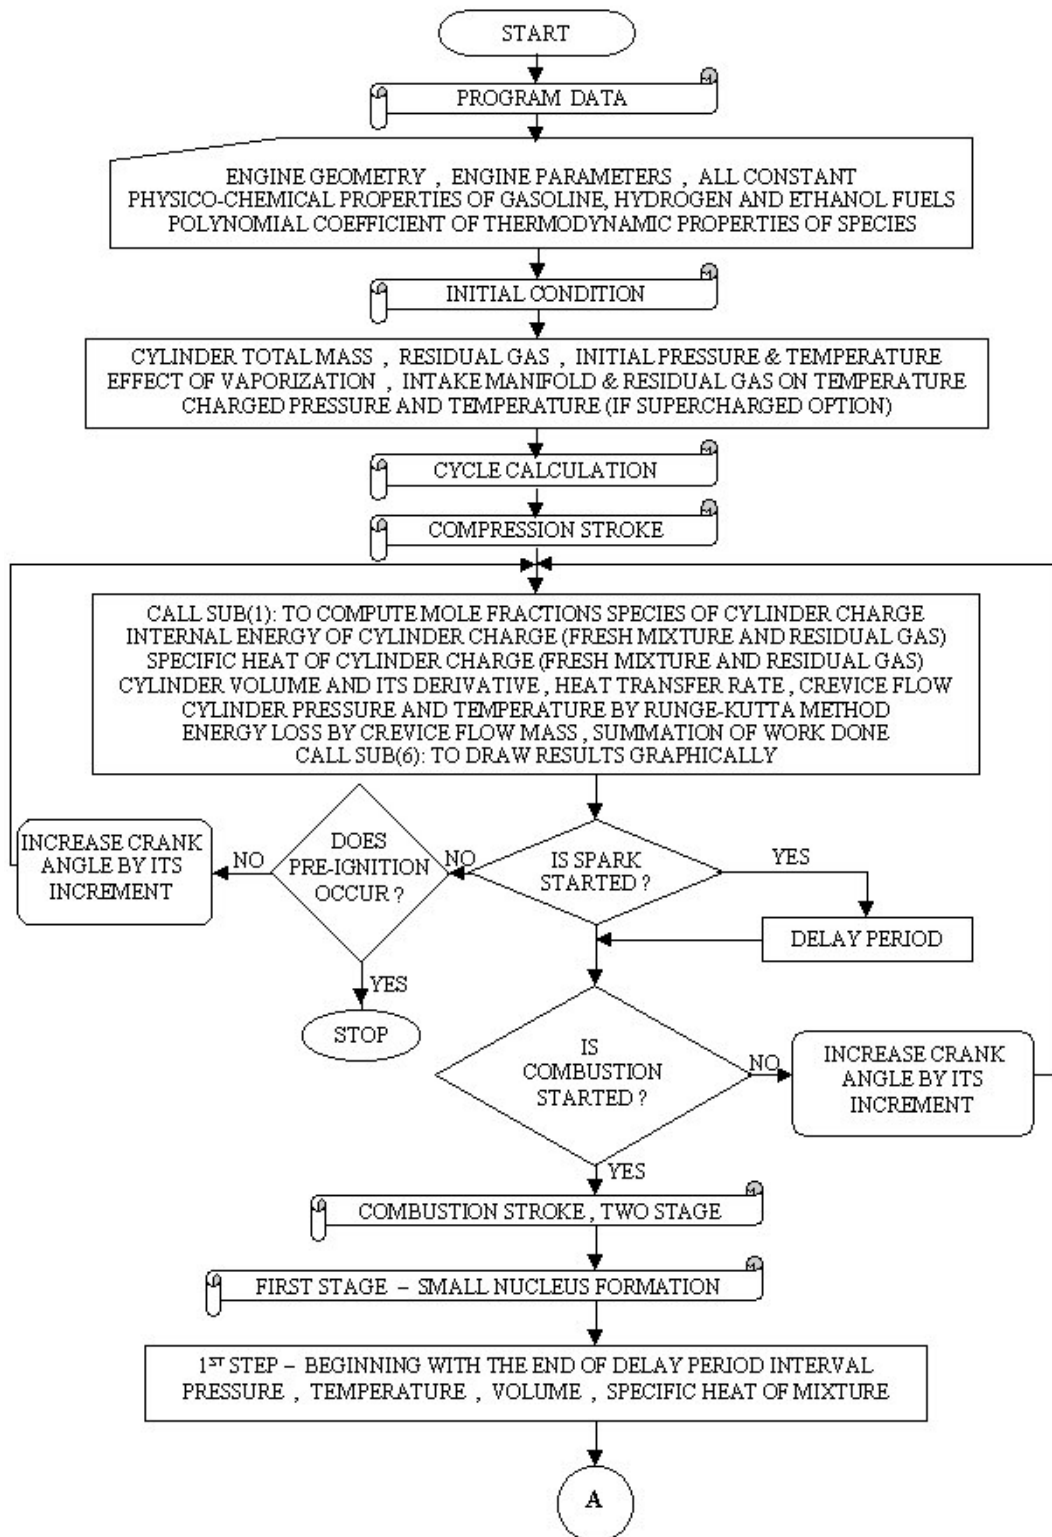 START
PROGRAM DATA
ENGINE GEOMETRY , ENGINE PARAMETERS , ALL CONSTANT
PHYSICO-CHEMICAL PROPERTIES OF GASOLINE, HYDROGEN AND ETHANOL FUELS
POLYNOMIAL COEFFICIENT OF THERMODYNAMIC PROPERTIES OF SPECIES
INITIAL CONDITION
CYLINDER TOTAL MASS , RESIDUAL GAS , INITIAL PRESSURE & TEMPERATURE
EFFECT OF VAPORIZATION , INTAKE MANIFOLD & RESIDUAL GAS ON TEMPERATURE
CHARGED PRESSURE AND TEMPERATURE (IF SUPERCHARGED OPTION)
CYCLE CALCULATION
COMPRESSION STROKE
CALL SUB(1): TO COMPUTE MOLE FRACTIONS SPECIES OF CYLINDER CHARGE
INTERNAL ENERGY OF CYLINDER CHARGE (FRESH MIXTURE AND RESIDUAL GAS)
SPECIFIC HEAT OF CYLINDER CHARGE (FRESH MIXTURE AND RESIDUAL GAS)
CYLINDER VOLUME AND ITS DERIVATIVE , HEAT TRANSFER RATE , CREVICE FLOW
CYLINDER PRESSURE AND TEMPERATURE BY RUNGE-KUTTA METHOD
ENERGY LOSS BY CREVICE FLOW MASS , SUMMATION OF WORK DONE
CALL SUB(6): TO DRAW RESULTS GRAPHICALLY
INCREASE CRANK
ANGLE BY ITS
INCREMENT
NO
DOES
PRE-IGNITION
OCCUR ?
NO
IS SPARK
STARTED ?
YES
DELAY PERIOD
YES
STOP
IS
COMBUSTION
STARTED ?
NO
INCREASE CRANK
ANGLE BY ITS
INCREMENT
YES
COMBUSTION STROKE , TWO STAGE
FIRST STAGE – SMALL NUCLEUS FORMATION
1ST STEP – BEGINNING WITH THE END OF DELAY PERIOD INTERVAL
PRESSURE , TEMPERATURE , VOLUME , SPECIFIC HEAT OF MIXTURE
A